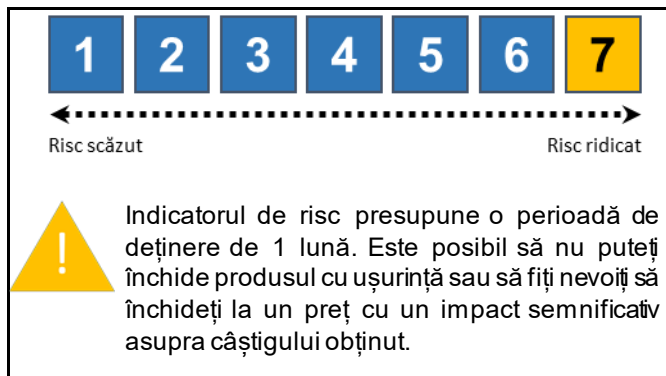 1 2 3 4 5 6 7
Risc scăzut Risc ridicat
!
Indicatorul de risc presupune o perioadă de
deținere de 1 lună. Este posibil să nu puteți
închide produsul cu ușurință sau să fiți nevoiți să
închideți la un preț cu un impact semnificativ
asupra câștigului obținut.